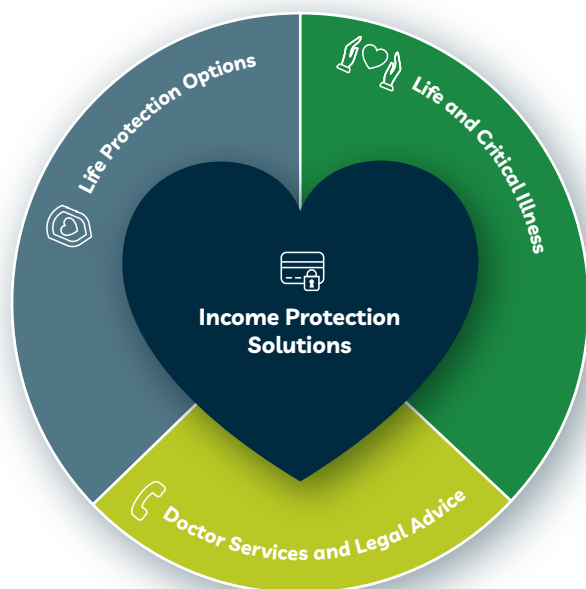 Life Protection Options
Life and Critical Illness
Income Protection
Solutions
Doctor Services and Legal Advice